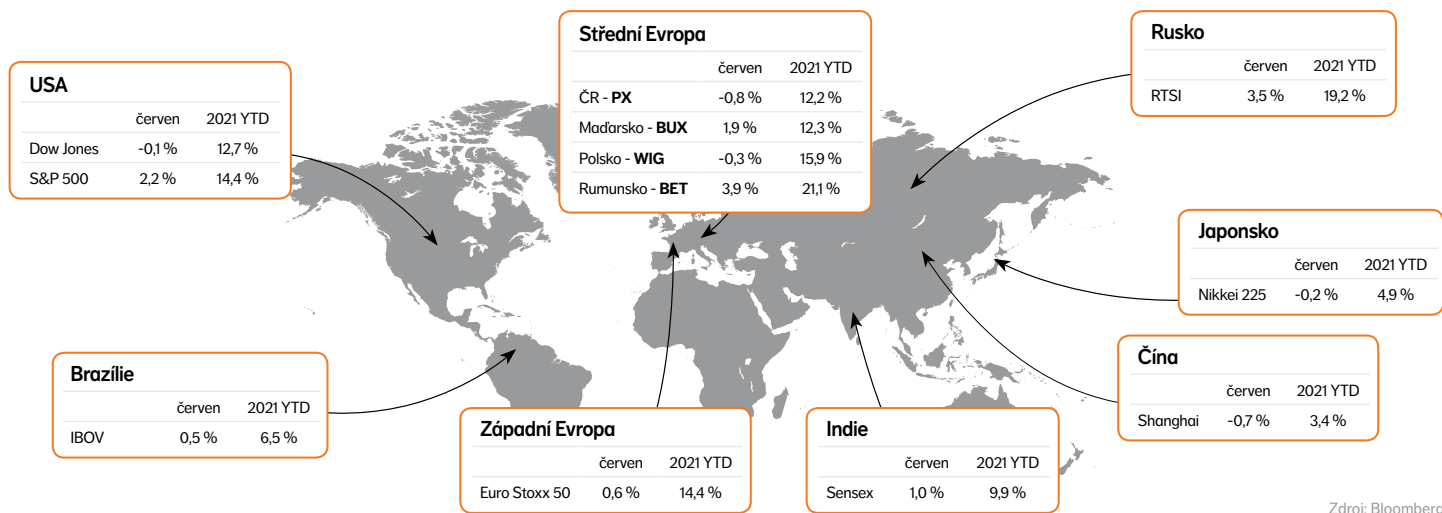 USA
červen 2021 YTD
Dow Jones -0,1 % 12,7 %
S&P 500 2,2 % 14,4 %
Střední Evropa
červen 2021 YTD
ČR - PX -0,8 % 12,2 %
Maďarsko - BUX 1,9 % 12,3 %
Polsko - WIG -0,3 % 15,9 %
Rumunsko - BET 3,9 % 21,1 %
Rusko
červen 2021 YTD
RTSI 3,5 % 19,2 %
Japonsko
červen 2021 YTD
Nikkei 225 -0,2 % 4,9 %
Brazílie
červen 2021 YTD
IBOV 0,5 % 6,5 %
Západní Evropa
červen 2021 YTD
Euro Stoxx 50 0,6 % 14,4 %
Indie
červen 2021 YTD
Sensex 1,0 % 9,9 %
Čína
červen 2021 YTD
Shanghai -0,7 % 3,4 %
Zdroj: Bloomberg